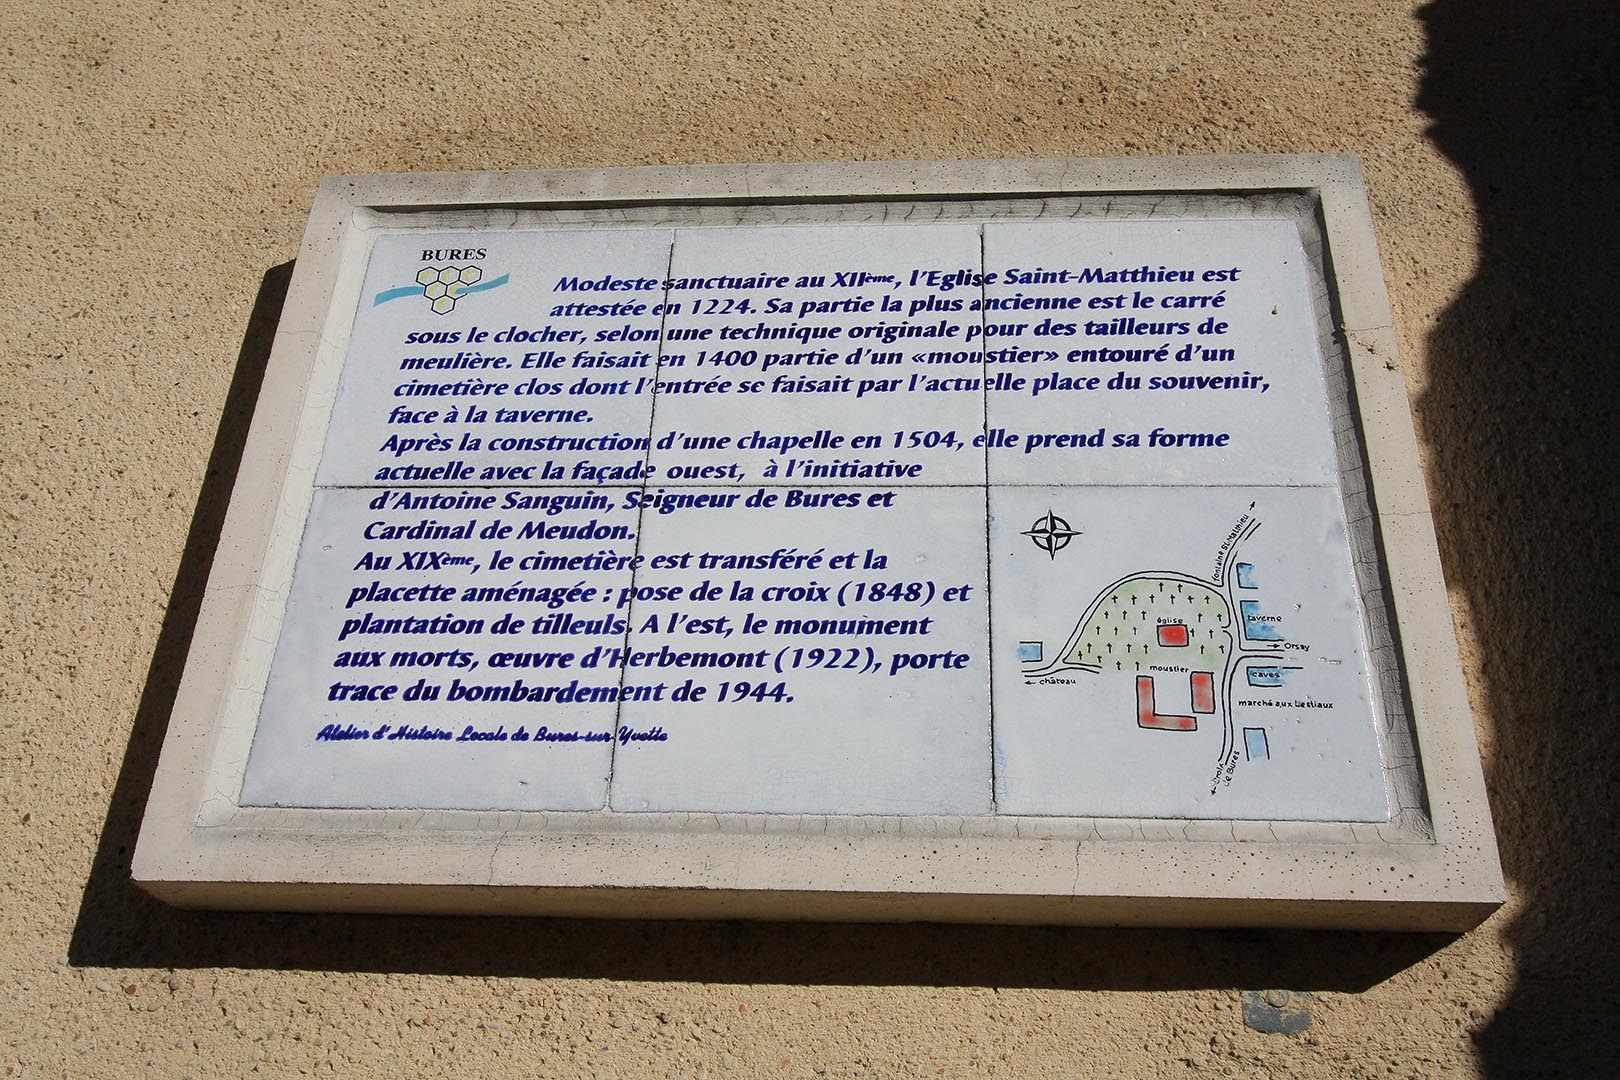 BURES
Modeste sanctuaire au XIIème, l'Eglise Saint-Matthieu est
attestée en 1224. Sa partie la plus ancienne est le carré
sous le clocher, selon une technique originale pour des tailleurs de
meulière. Elle faisait en 1400 partie d'un «moustier» entouré d'un
cimetière clos dont l'entrée se faisait par l'actuelle place du souvenir,
face à la taverne.
Après la construction d'une chapelle en 1504, elle prend sa forme
actuelle avec la façade ouest, à l'initiative
d'Antoine Sanguin, Seigneur de Bures et
Cardinal de Meudon.
Au XIXème, le cimetière est transféré et la
placette aménagée : pose de la croix (1848) et
plantation de tilleuls. A l'est, le monument
aux morts, œuvre d'Herbemont (1922), porte
trace du bombardement de 1944.
Atelier d'Histoire Locale de Bures-sur-Yvette
fontaine St-Matthieu
taverne
église
Orsay
moustier
caves
château
marché aux bestiaux
croix
de Bures